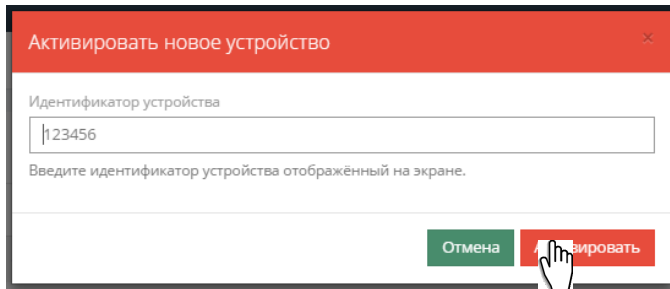 Активировать новое устройство
×
Идентификатор устройства
123456
Введите идентификатор устройства отображённый на экране.
Отмена